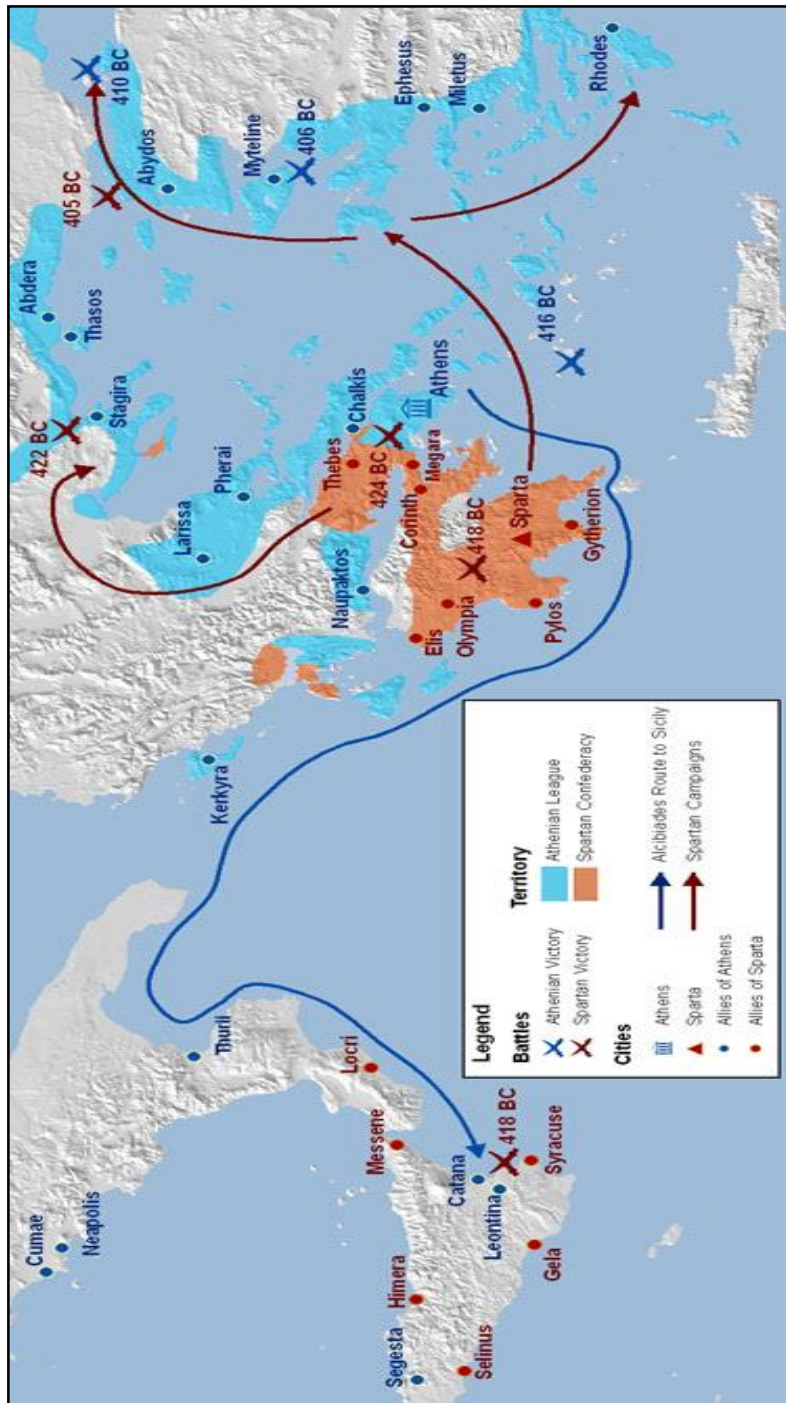 Cumae
Neapolis
Thurii
Kerkyra
Larissa
Pherai
422 BC
Stagira
Abdera
Thasos
405 BC
410 BC
Abydos
Myteline
406 BC
Ephesus
Miletus
Rhodes
Segesta
Himera
Selinus
Messene
Locri
Catana
Leontina
418 BC
Syracuse
Gela
Naupaktos
Thebes
Chalkis
424 BC
Athens
Corinth
Megara
Elis
Olympia
418 BC
Sparta
Pylos
Gytherion
416 BC
Legend
Battles
Athenian Victory
Spartan Victory
Territory
Athenian League
Spartan Confederacy
Cities
Athens
Sparta
Allies of Athens
Allies of Sparta
Alcibiades Route to Sicily
Spartan Campaigns